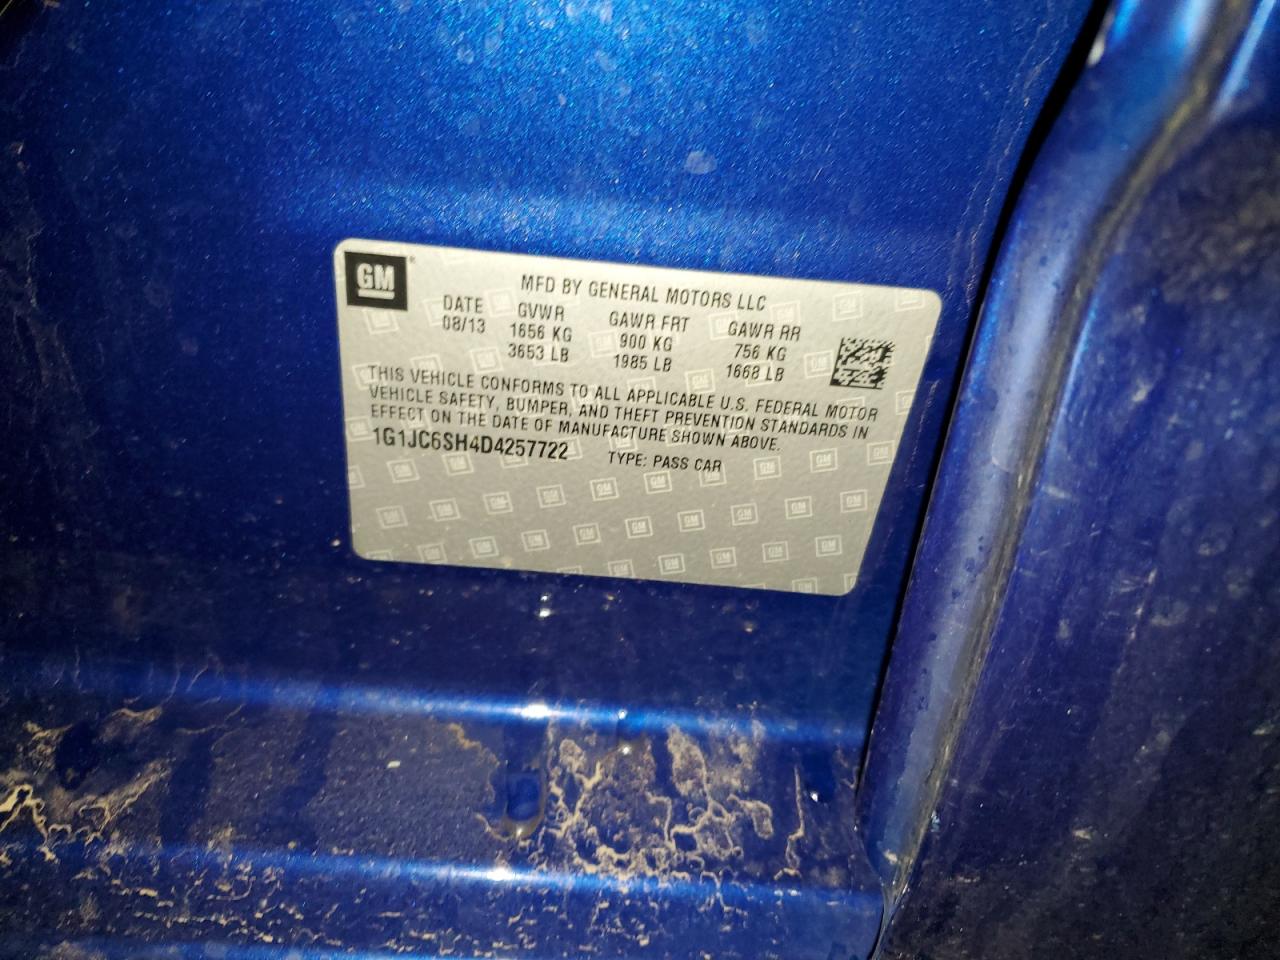 GM®
MFD BY GENERAL MOTORS LLC
DATE GVWR GAWR FRT GAWR RR
08/13 1656 KG 900 KG 756 KG
3653 LB 1985 LB 1668 LB
THIS VEHICLE CONFORMS TO ALL APPLICABLE U.S. FEDERAL MOTOR
VEHICLE SAFETY, BUMPER, AND THEFT PREVENTION STANDARDS IN
EFFECT ON THE DATE OF MANUFACTURE SHOWN ABOVE.
1G1JC6SH4D4257722 TYPE: PASS CAR